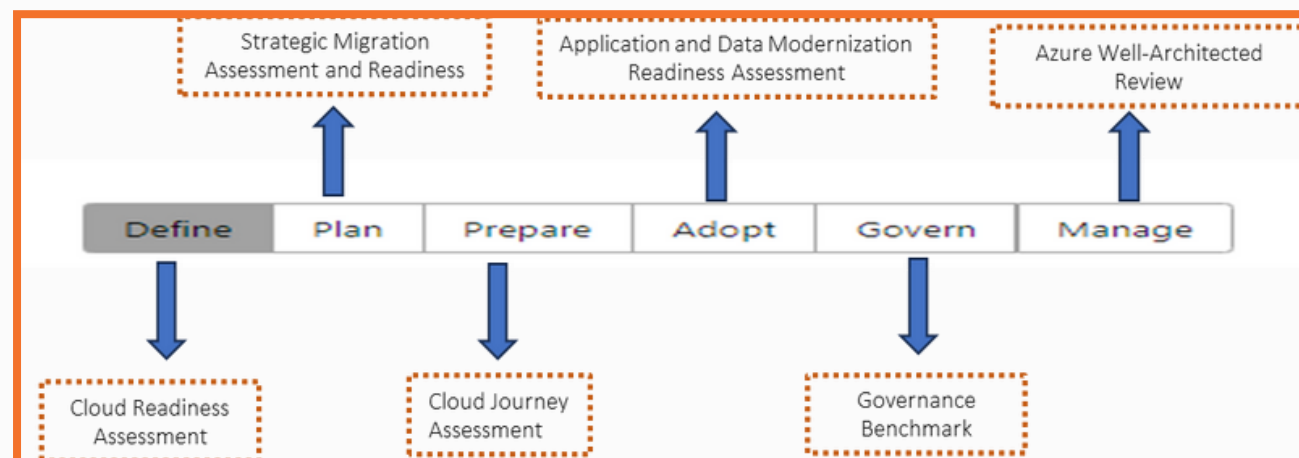 Strategic Migration
Assessment and Readiness
Application and Data Modernization
Readiness Assessment
Azure Well-Architected
Review
Define
Plan
Prepare
Adopt
Govern
Manage
Cloud Readiness
Assessment
Cloud Journey
Assessment
Governance
Benchmark